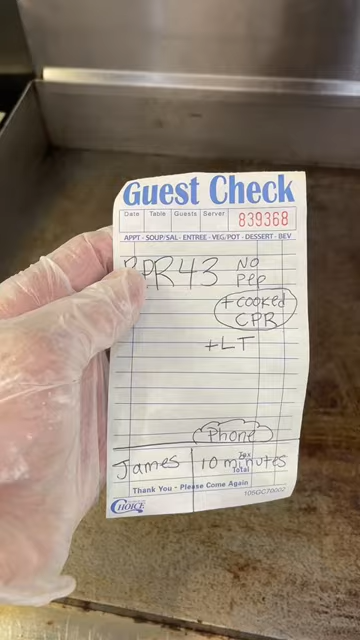 Guest Check
Date Table Guests Server 839368
APPT - SOUP/SAL - ENTREE - VEG/POT - DESSERT - BEV
PR43 No
Pep
+cooked
CPR
+LT
Phone
James 10 minutes
Tax
Total
Thank You - Please Come Again
CHOICE 105GC70002